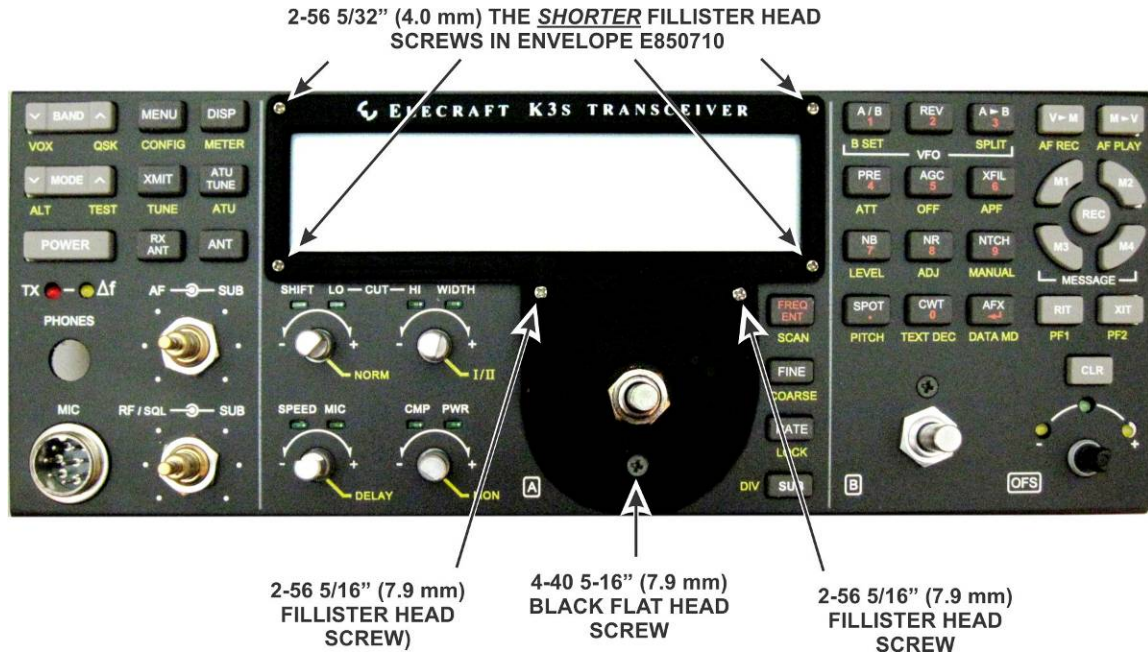 2-56 5/32” (4.0 mm) THE SHORTER FILLISTER HEAD
SCREWS IN ENVELOPE E850710
ELECRAFT K3S TRANSCEIVER
BAND MENU DISP
VOX QSK CONFIG METER
MODE XMIT ATU TUNE
ALT TEST TUNE ATU
POWER RX ANT ANT
TX - Δf
AF SUB
PHONES
RF / SQL SUB
MIC
SHIFT LO CUT HI WIDTH
- + - +
NORM I/II
SPEED MIC CMP PWR
- + - +
DELAY MON
A
FREQ ENT
SCAN
FINE
COARSE
RATE
LOCK
DIV SUB
A / B 1 REV 2 A►B 3
B SET SPLIT
VFO
PRE 4 AGC 5 XFIL 6
ATT OFF APF
NB 7 NR 8 NTCH 9
LEVEL ADJ MANUAL
SPOT . CWT 0 AFX
PITCH TEXT DEC DATA MD
B
V►M M►V
AF REC AF PLAY
M1 M2
REC
M3 M4
MESSAGE
RIT XIT
PF1 PF2
CLR
- +
OFS
2-56 5/16” (7.9 mm)
FILLISTER HEAD
SCREW)
4-40 5-16” (7.9 mm)
BLACK FLAT HEAD
SCREW
2-56 5/16” (7.9 mm)
FILLISTER HEAD
SCREW